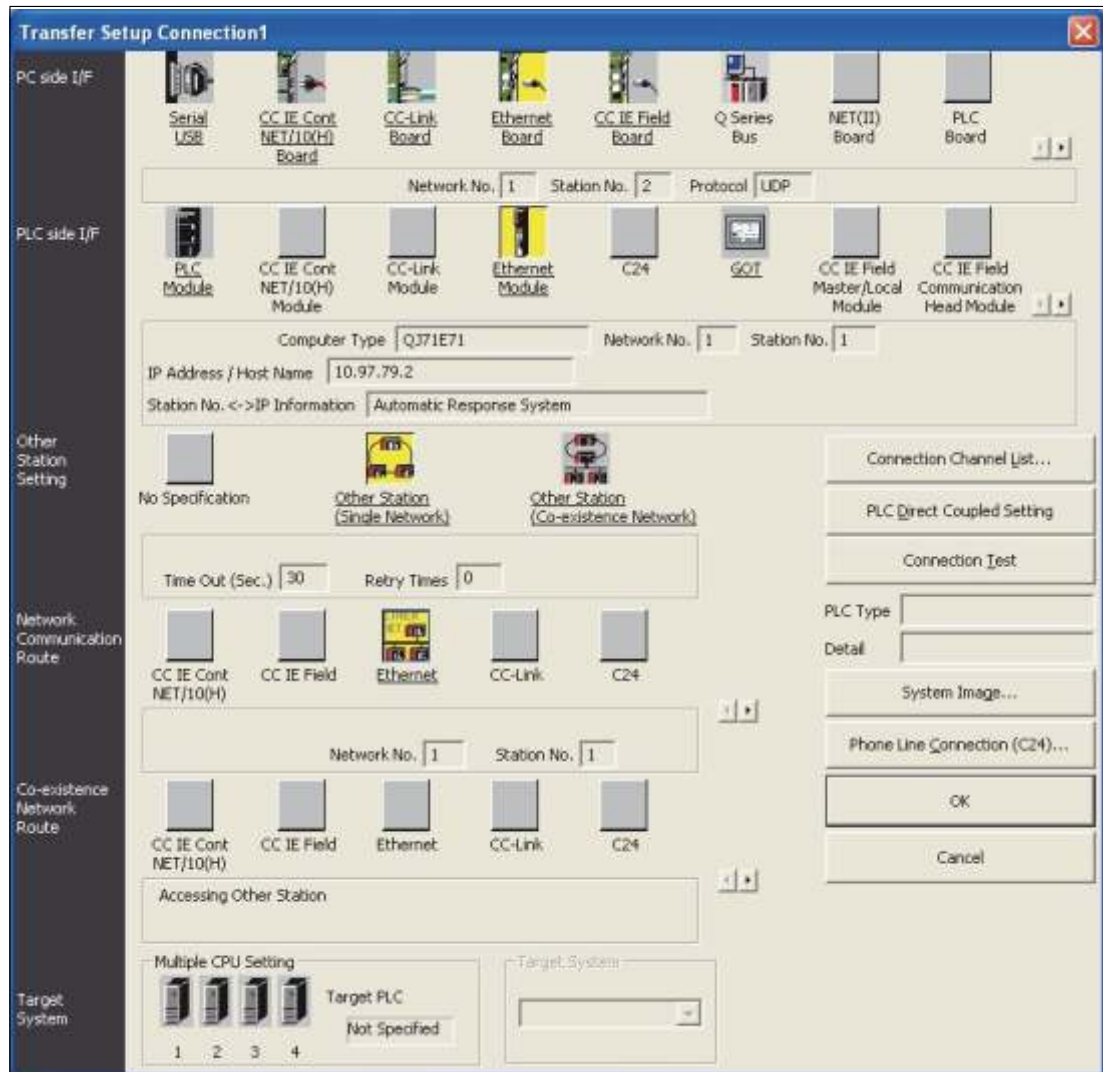 Transfer Setup Connection1
PC side I/F
Serial USB
CC IE Cont NET/10(H) Board
CC-Link Board
Ethernet Board
CC IE Field Board
Q Series Bus
NET(II) Board
PLC Board
Network No. 1 Station No. 2 Protocol UDP
PLC side I/F
PLC Module
CC IE Cont NET/10(H) Module
CC-Link Module
Ethernet Module
C24
GOT
CC IE Field Master/Local Module
CC IE Field Communication Head Module
Computer Type QJ71E71 Network No. 1 Station No. 1
IP Address / Host Name 10.97.79.2
Station No. <->IP Information Automatic Response System
Other Station Setting
No Specification
Other Station (Single Network)
Other Station (Co-existence Network)
Time Out (Sec.) 30 Retry Times 0
Connection Channel List...
PLC Direct Coupled Setting
Connection Test
PLC Type
Detail
System Image...
Phone Line Connection (C24)...
OK
Cancel
Network Communication Route
CC IE Cont NET/10(H)
CC IE Field
Ethernet
CC-Link
C24
Network No. 1 Station No. 1
Co-existence Network Route
CC IE Cont NET/10(H)
CC IE Field
Ethernet
CC-Link
C24
Accessing Other Station
Target System
Multiple CPU Setting
1 2 3 4
Target PLC
Not Specified
Target System